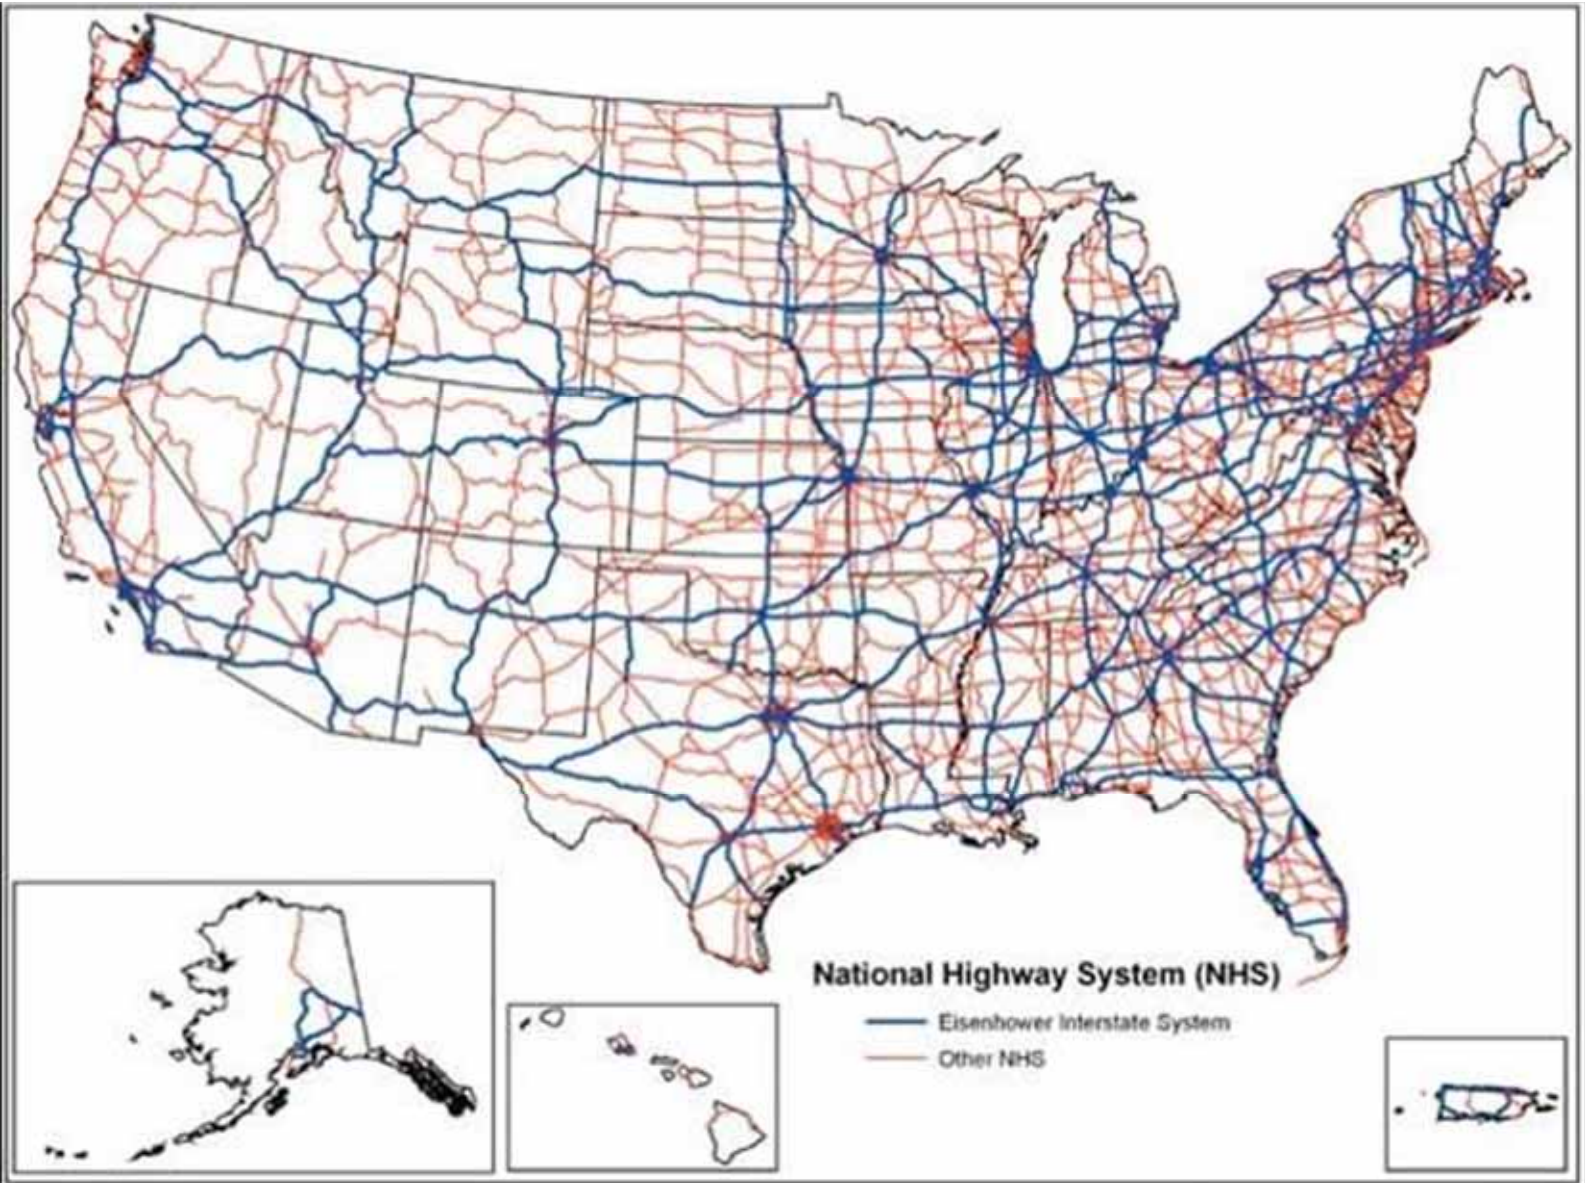 National Highway System (NHS)
Eisenhower Interstate System
Other NHS